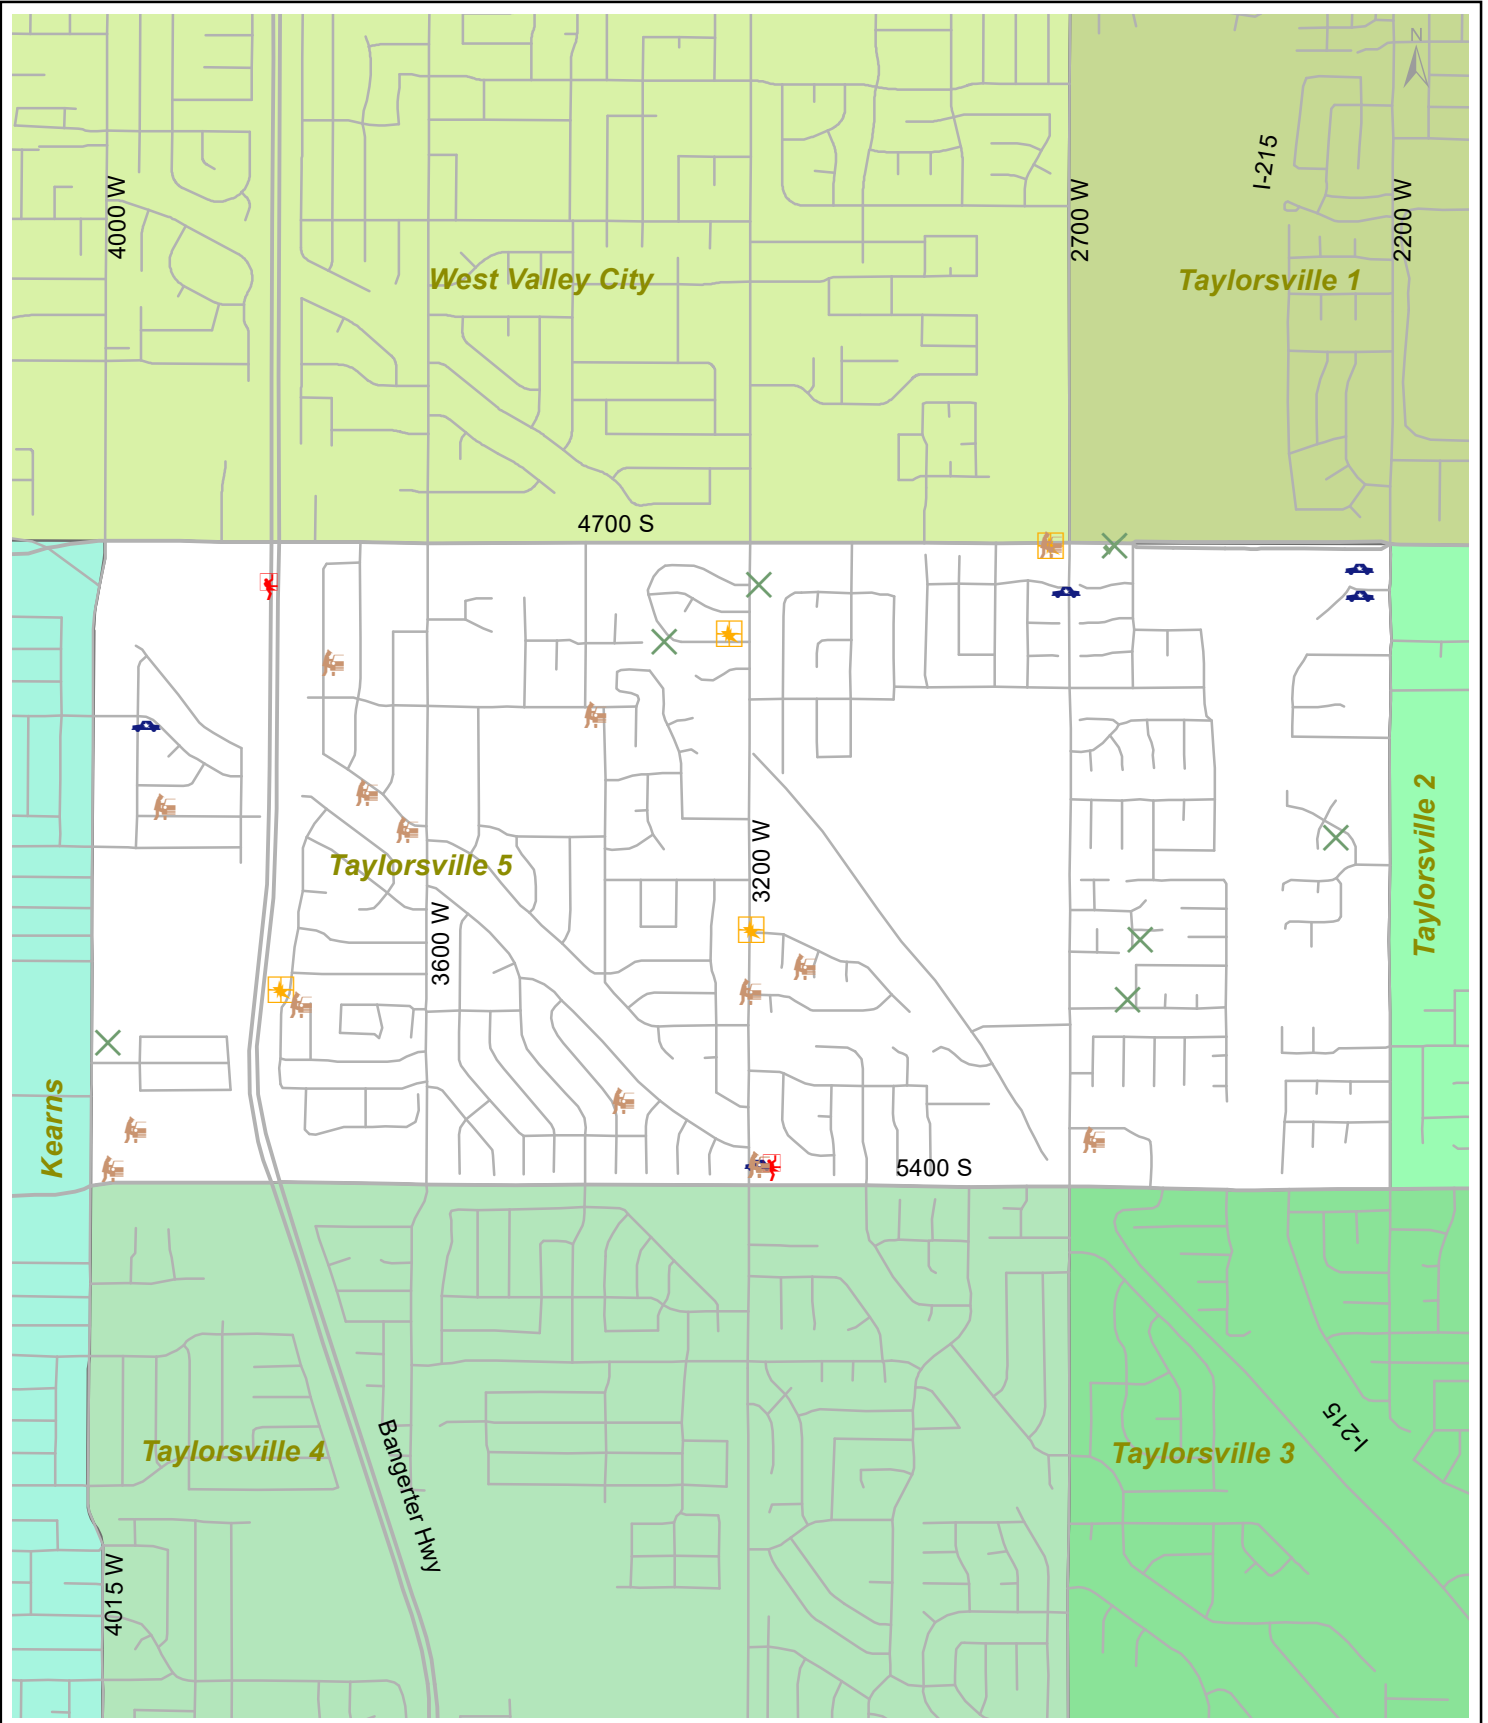 N
I-215
4000 W
2700 W
2200 W
West Valley City
Taylorsville 1
4700 S
Taylorsville 2
3200 W
Taylorsville 5
3600 W
Kearns
5400 S
I-215
Taylorsville 4
Bangerter Hwy
Taylorsville 3
4015 W